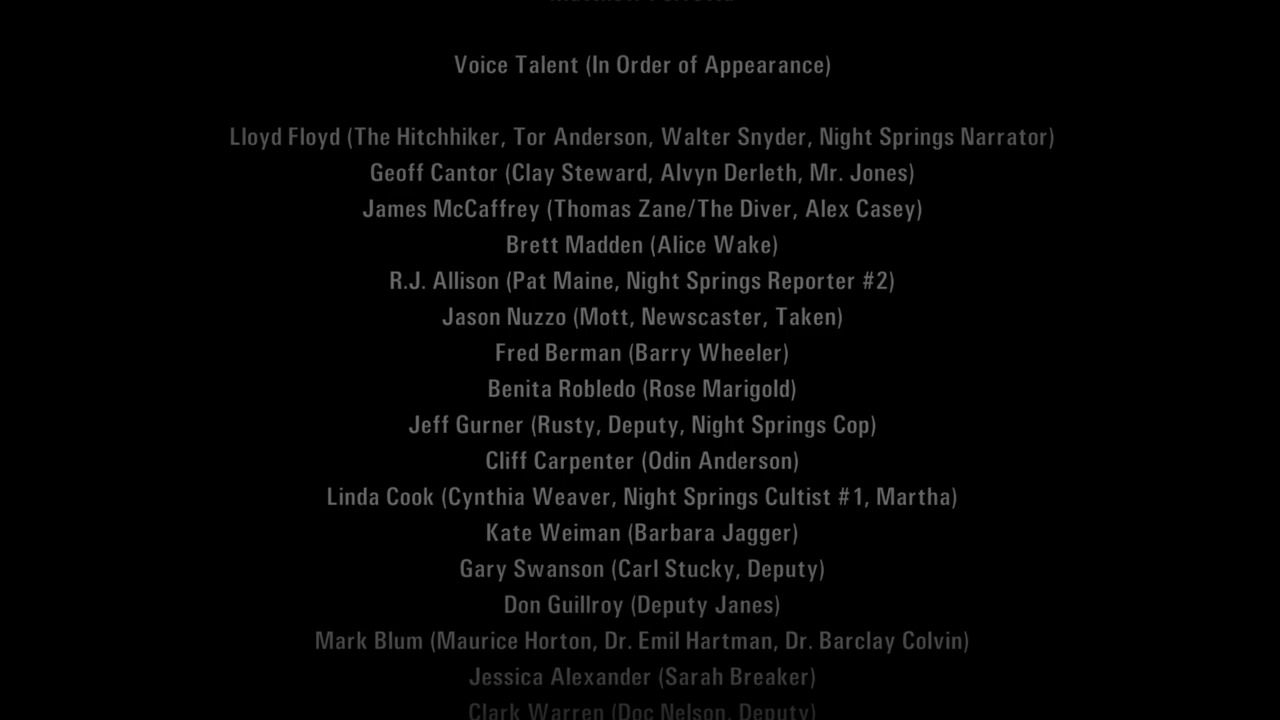 Voice Talent (In Order of Appearance)
Lloyd Floyd (The Hitchhiker, Tor Anderson, Walter Snyder, Night Springs Narrator)
Geoff Cantor (Clay Steward, Alvyn Derleth, Mr. Jones)
James McCaffrey (Thomas Zane/The Diver, Alex Casey)
Brett Madden (Alice Wake)
R.J. Allison (Pat Maine, Night Springs Reporter #2)
Jason Nuzzo (Mott, Newscaster, Taken)
Fred Berman (Barry Wheeler)
Benita Robledo (Rose Marigold)
Jeff Gurner (Rusty, Deputy, Night Springs Cop)
Cliff Carpenter (Odin Anderson)
Linda Cook (Cynthia Weaver, Night Springs Cultist #1, Martha)
Kate Weiman (Barbara Jagger)
Gary Swanson (Carl Stucky, Deputy)
Don Guillroy (Deputy Janes)
Mark Blum (Maurice Horton, Dr. Emil Hartman, Dr. Barclay Colvin)
Jessica Alexander (Sarah Breaker)
Clark Warren (Doc Nelson, Deputy)